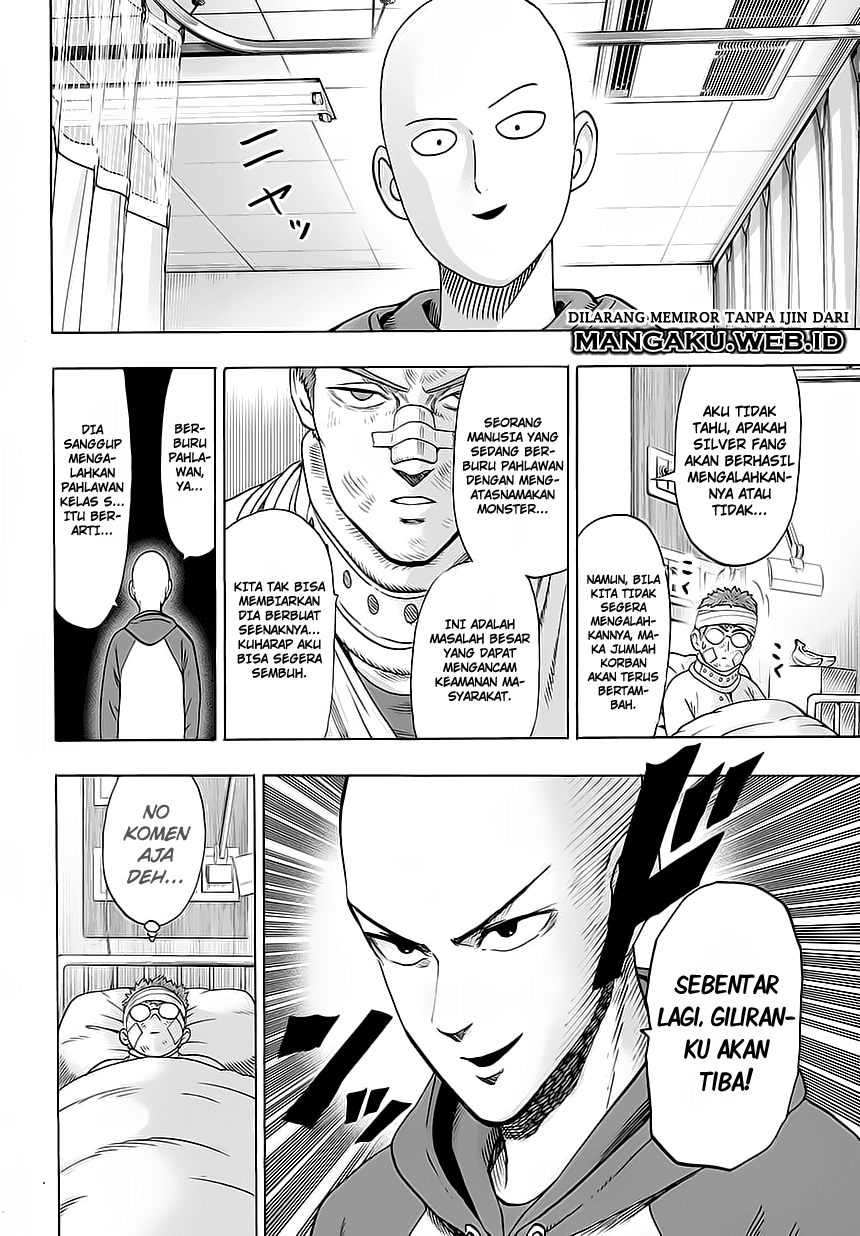 ニヤッ
DILARANG MEMIROR TANPA IJIN DARI
MANGAKU.WEB.ID
AKU TIDAK
TAHU, APAKAH
SILVER FANG
AKAN BERHASIL
MENGALAHKAN-
NYA ATAU
TIDAK...
NAMUN, BILA
KITA TIDAK
SEGERA
MENGALAH-
KANNYA, MA-
KA JUMLAH
KORBAN
AKAN TERUS
BERTAM-
BAH.
SEORANG
MANUSIA YANG
SEDANG BER-
BURU PAHLAWAN
DENGAN MENG-
ATASNAMAKAN
MONSTER...
INI ADALAH
MASALAH BESAR
YANG DAPAT
MENGANCAM
KEAMANAN MA-
SYARAKAT.
KITA TAK BISA
MEMBIARKAN
DIA BERBUAT
SEENAKNYA...
KUHARAP AKU
BISA SEGERA
SEMBUH.
BER-
BURU
PAHLA-
WAN,
YA...
DIA
SANGGUP
MENGA-
LAHKAN
PAHLAWAN
KELAS S...
ITU BER-
ARTI...
SEBENTAR
LAGI, GILIRAN-
KU AKAN
TIBA!
NO
KOMEN
AJA
DEH...